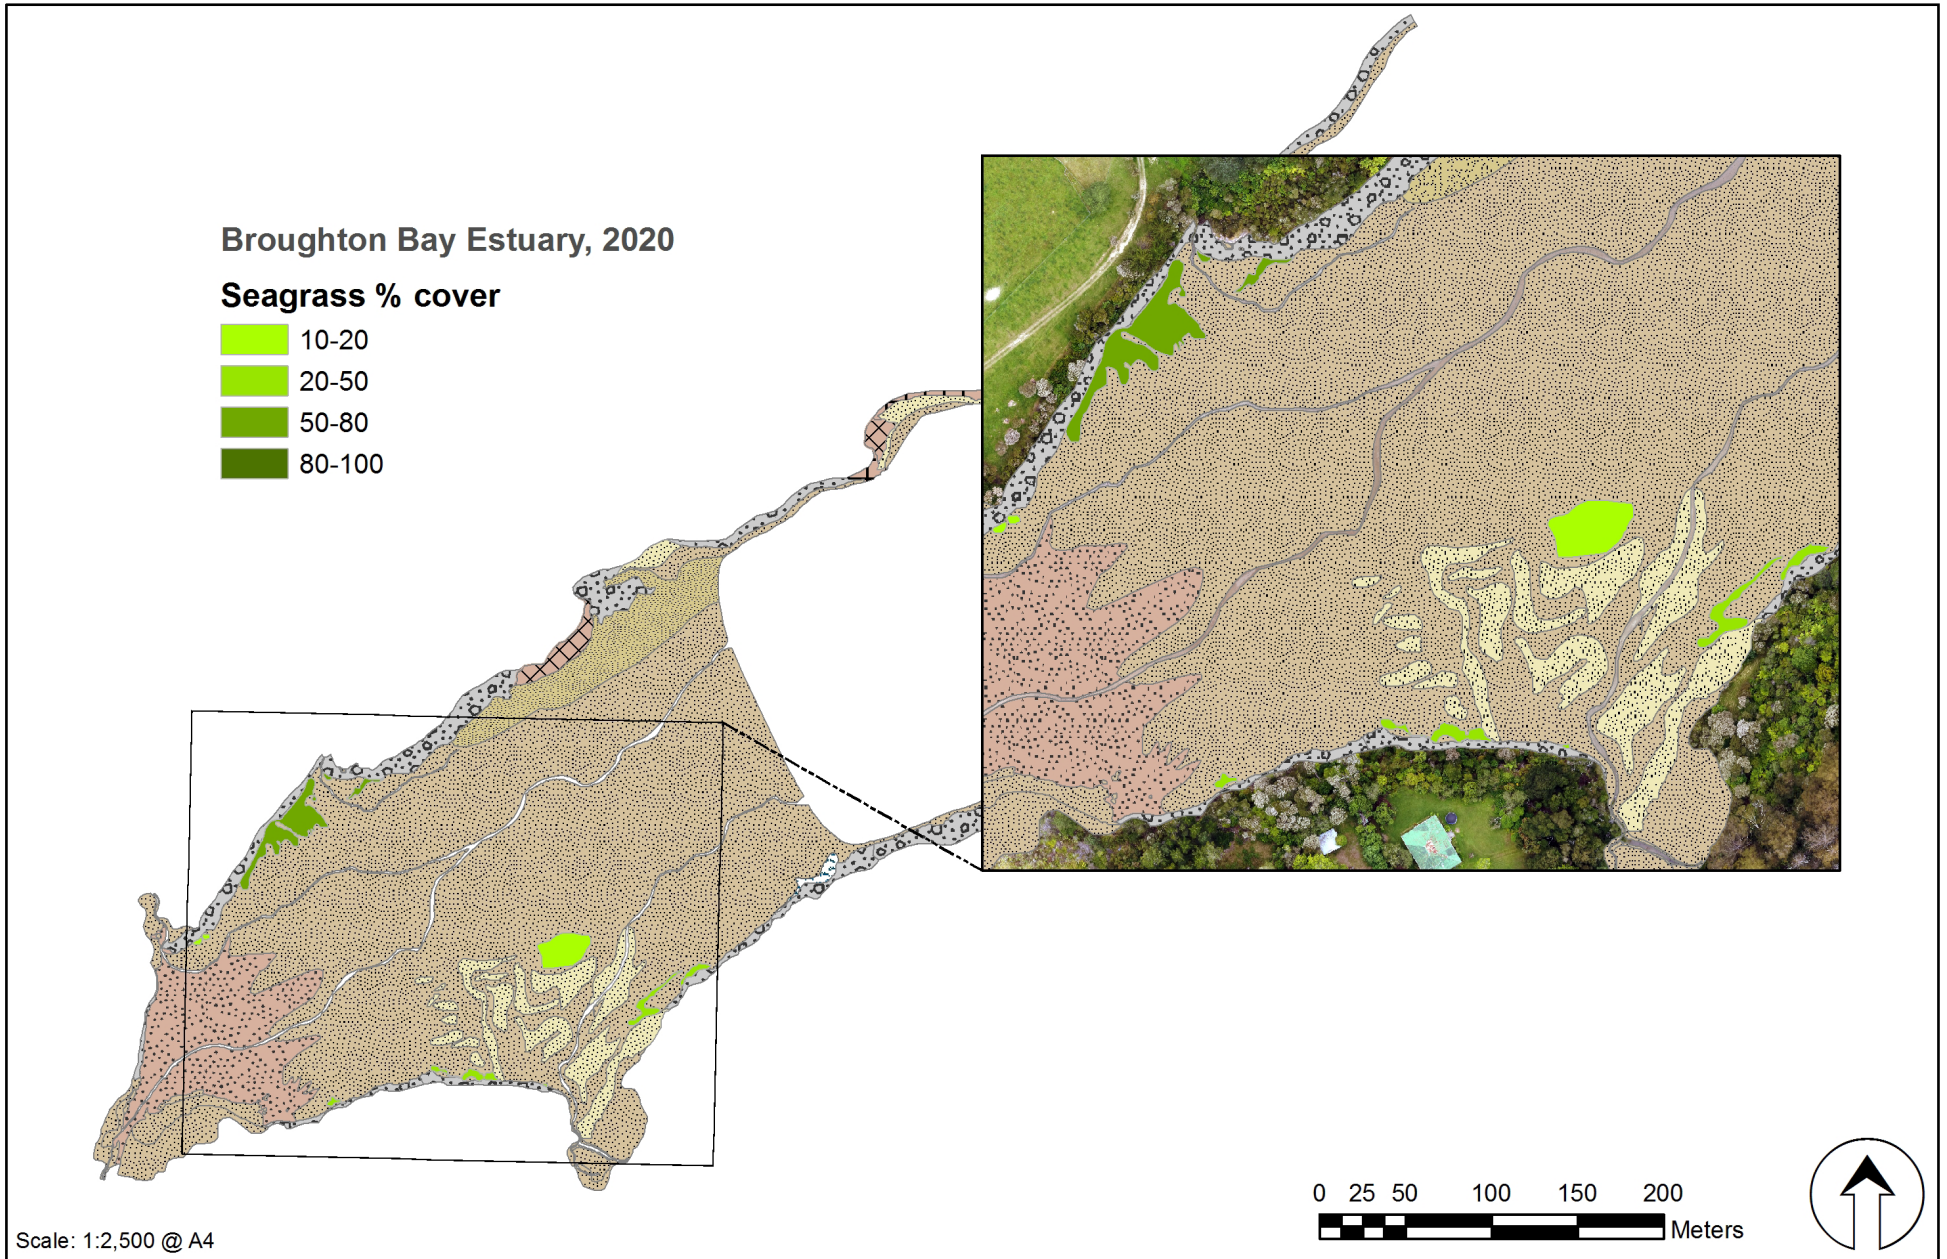 Broughton Bay Estuary, 2020
Seagrass % cover
10-20
20-50
50-80
80-100
0 25 50 100 150 200
Meters
Scale: 1:2,500 @ A4